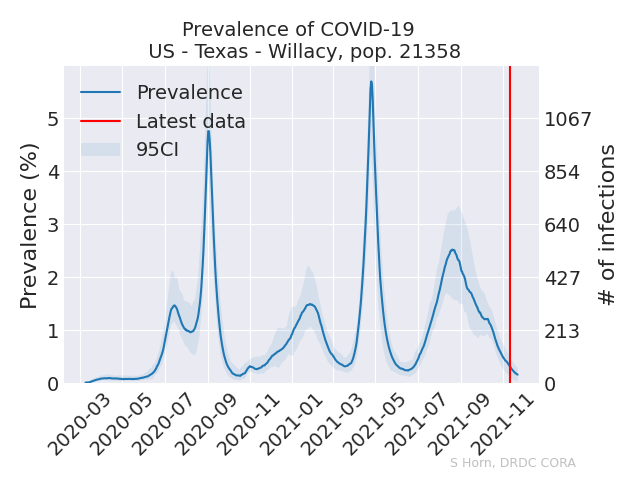 Prevalence of COVID-19
US - Texas - Willacy, pop. 21358
Prevalence
Latest data
95CI
Prevalence (%)
5
4
3
2
1
0
1067
854
640
427
213
0
# of infections
2020-03
2020-05
2020-07
2020-09
2020-11
2021-01
2021-03
2021-05
2021-07
2021-09
2021-11
S Horn, DRDC CORA